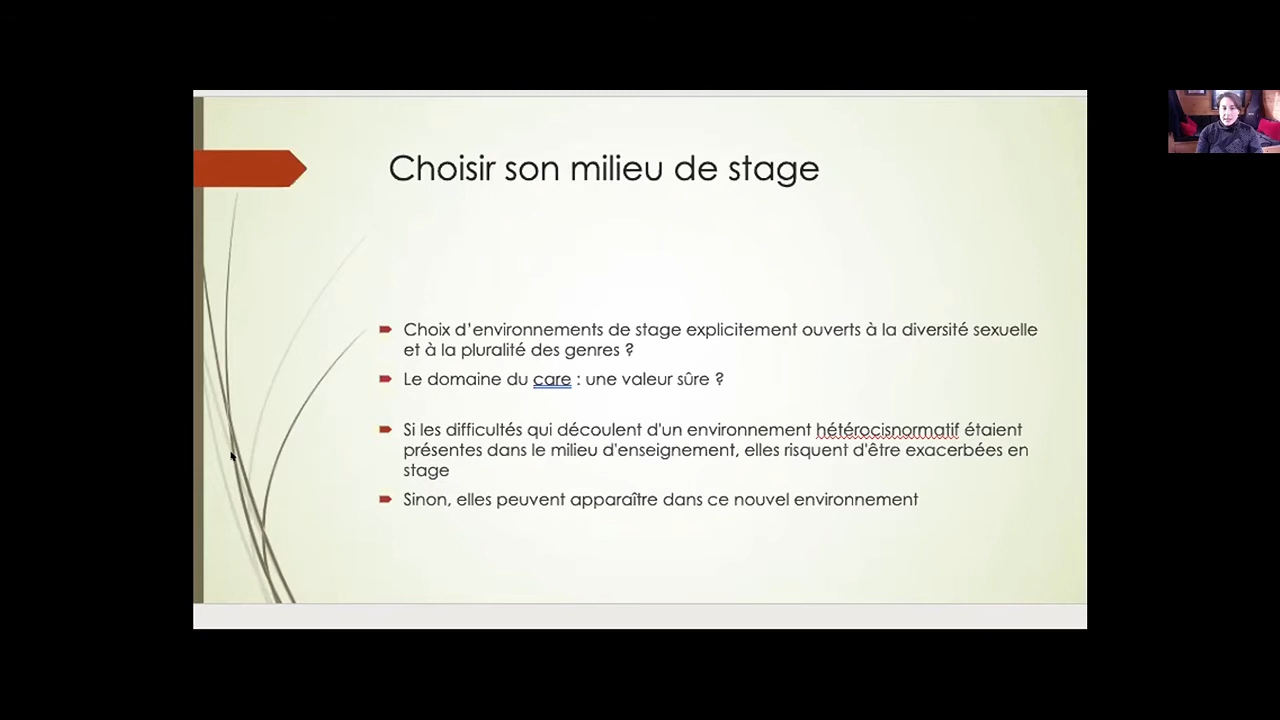 Choisir son milieu de stage
Choix d'environnements de stage explicitement ouverts à la diversité sexuelle
et à la pluralité des genres ?
Le domaine du care : une valeur sûre ?
Si les difficultés qui découlent d'un environnement hétérocisnormatif étaient
présentes dans le milieu d'enseignement, elles risquent d'être exacerbées en
stage
Sinon, elles peuvent apparaître dans ce nouvel environnement